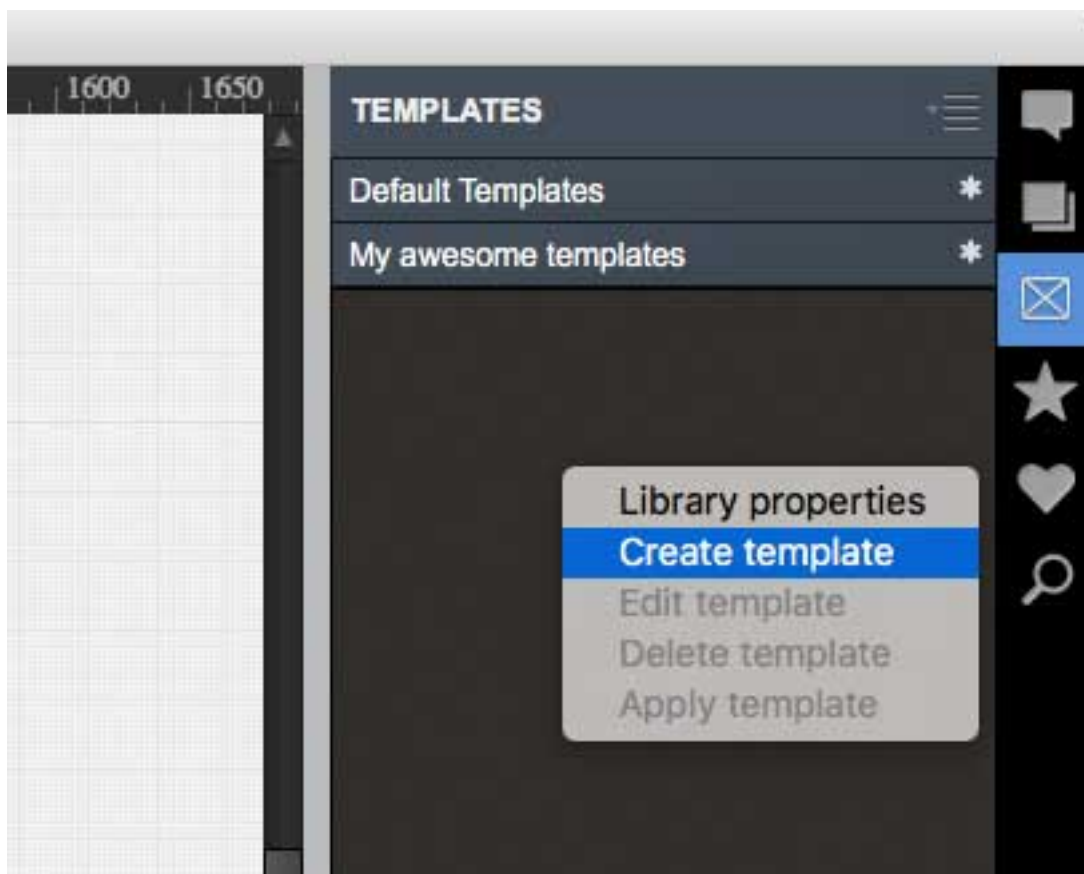 1600 1650
TEMPLATES
Default Templates
My awesome templates
Library properties
Create template
Edit template
Delete template
Apply template